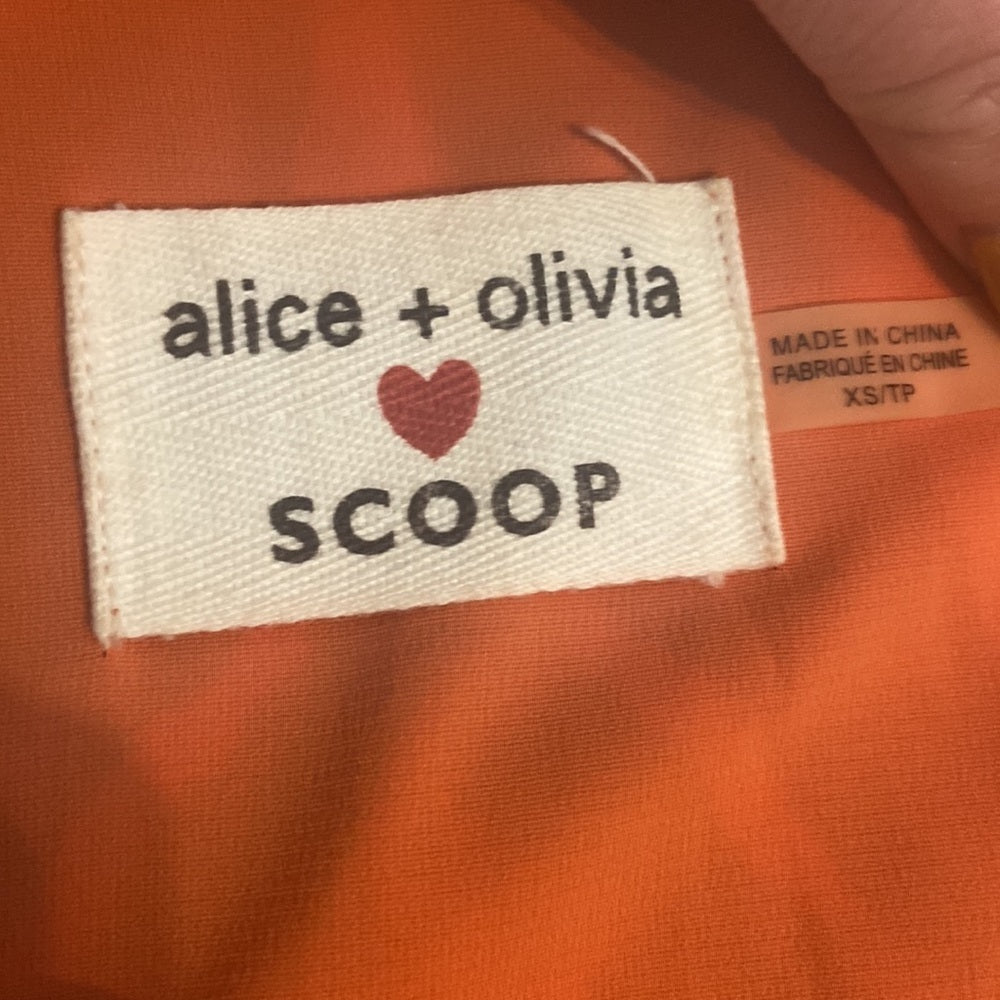 alice + olivia
SCOOP
MADE IN CHINA
FABRIQUÉ EN CHINE
XS/TP